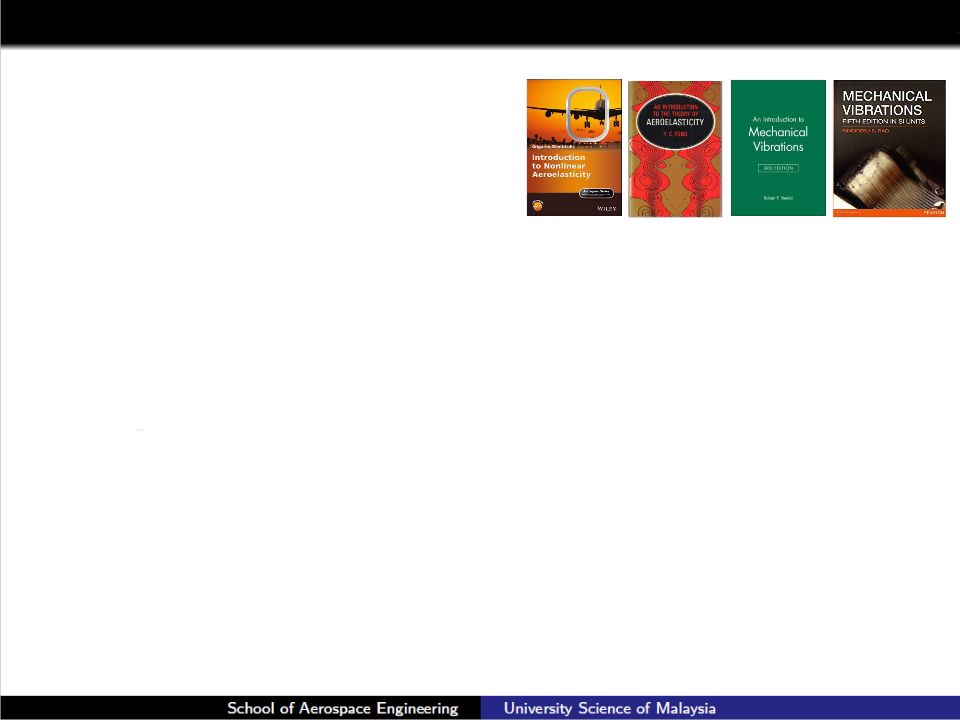 Grigorios Dimitriadis
Introduction
to Nonlinear
Aeroelasticity
Aerospace Series
WILEY
AN INTRODUCTION
TO THE THEORY OF
AEROELASTICITY
Y. C. FUNG
An Introduction to
Mechanical
Vibrations
3RD EDITION
Robert F. Steidel
MECHANICAL
VIBRATIONS
FIFTH EDITION IN SI UNITS
SINGIRESU S. RAO
PEARSON
School of Aerospace Engineering
University Science of Malaysia